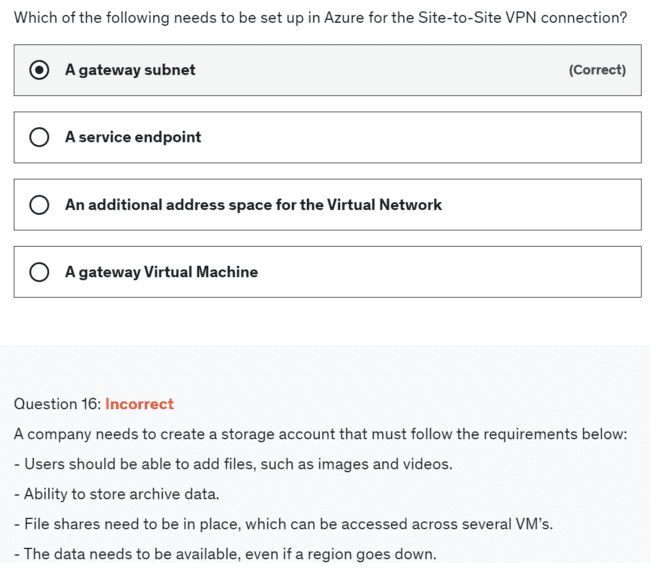 Which of the following needs to be set up in Azure for the Site-to-Site VPN connection?
A gateway subnet (Correct)
A service endpoint
An additional address space for the Virtual Network
A gateway Virtual Machine
Question 16: Incorrect
A company needs to create a storage account that must follow the requirements below:
- Users should be able to add files, such as images and videos.
- Ability to store archive data.
- File shares need to be in place, which can be accessed across several VM's.
- The data needs to be available, even if a region goes down.